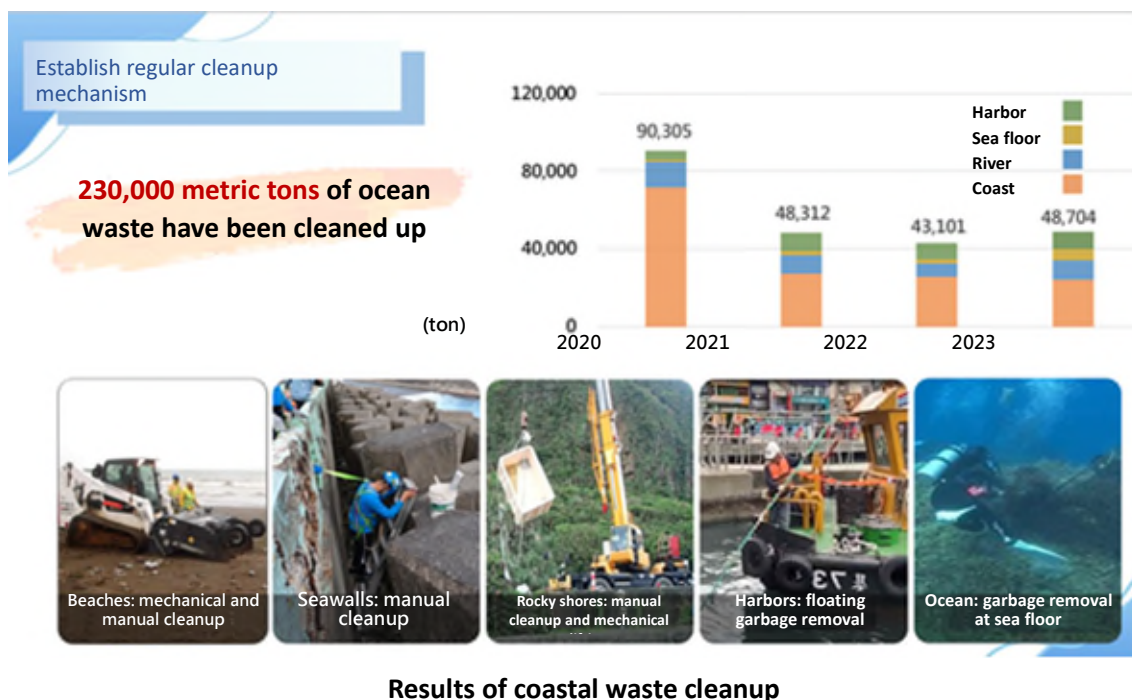 Establish regular cleanup
mechanism
230,000 metric tons of ocean
waste have been cleaned up
(ton)
120,000
80,000
40,000
0
90,305
48,312
43,101
48,704
Harbor
Sea floor
River
Coast
2020
2021
2022
2023
Beaches: mechanical and
manual cleanup
Seawalls: manual
cleanup
Rocky shores: manual
cleanup and mechanical
Harbors: floating
garbage removal
73
Ocean: garbage removal
at sea floor
Results of coastal waste cleanup